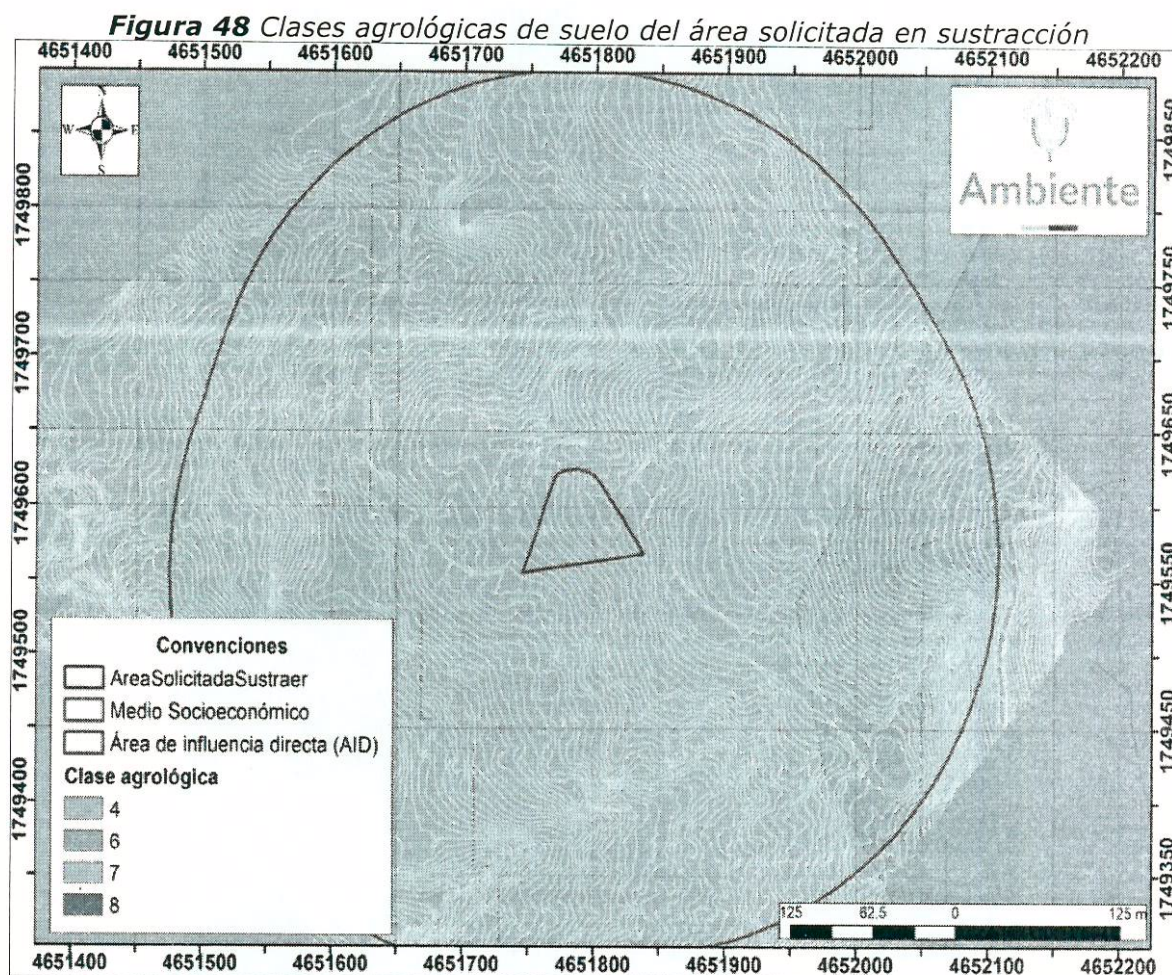 Figura 48 Clases agrológicas de suelo del área solicitada en sustracción
4651400 4651500 4651600 4651700 4651800 4651900 4652000 4652100 4652200
N
W E
S
Ambiente
1749800
1749700
1749600
1749500
1749400
1749850
1749750
1749650
1749550
1749450
1749350
Convenciones
AreaSolicitadaSustraer
Medio Socioeconómico
Área de influencia directa (AID)
Clase agrológica
4
6
7
8
125 62.5 0 125 m
4651400 4651500 4651600 4651700 4651800 4651900 4652000 4652100 4652200